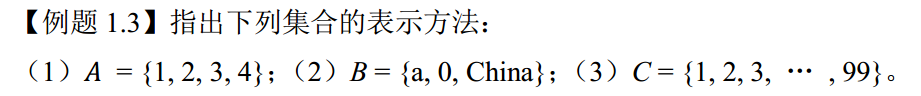 【例题 1.3】指出下列集合的表示方法：
（1）A = {1, 2, 3, 4}；（2）B = {a, 0, China}；（3）C = {1, 2, 3, ⋯ , 99}。